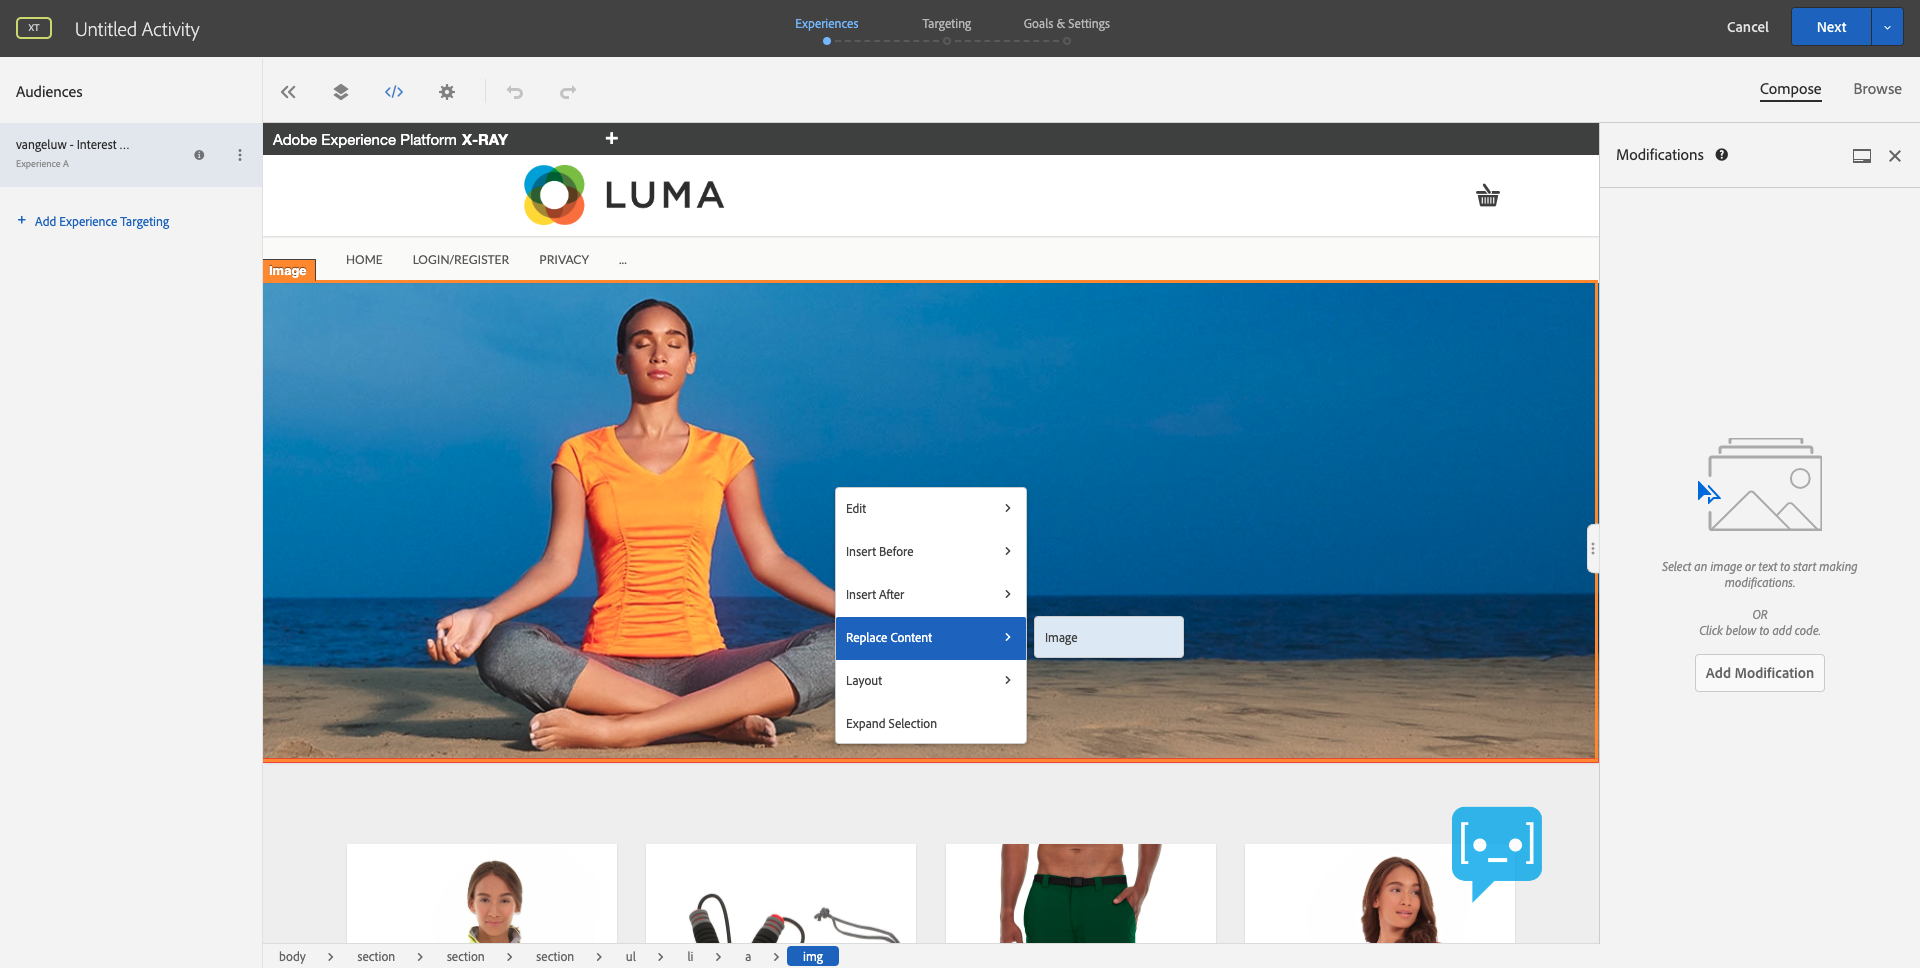 XT
Untitled Activity
Experiences
Targeting
Goals & Settings
Cancel
Next
Audiences
Compose
Browse
vangeluw - Interest ...
Experience A
+ Add Experience Targeting
Adobe Experience Platform X-RAY
+
Modifications
LUMA
HOME
LOGIN/REGISTER
PRIVACY
...
Image
Edit
Insert Before
Insert After
Replace Content
Image
Layout
Expand Selection
Select an image or text to start making
modifications.
OR
Click below to add code.
Add Modification
body > section > section > section > ul > li > a > img